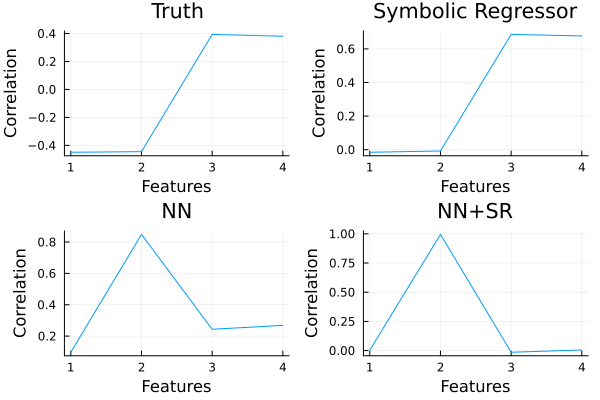 Truth
Correlation
0.4
0.2
0.0
−0.2
−0.4
1 2 3 4
Features
Symbolic Regressor
Correlation
0.6
0.4
0.2
0.0
1 2 3 4
Features
NN
Correlation
0.8
0.6
0.4
0.2
1 2 3 4
Features
NN+SR
Correlation
1.00
0.75
0.50
0.25
0.00
1 2 3 4
Features